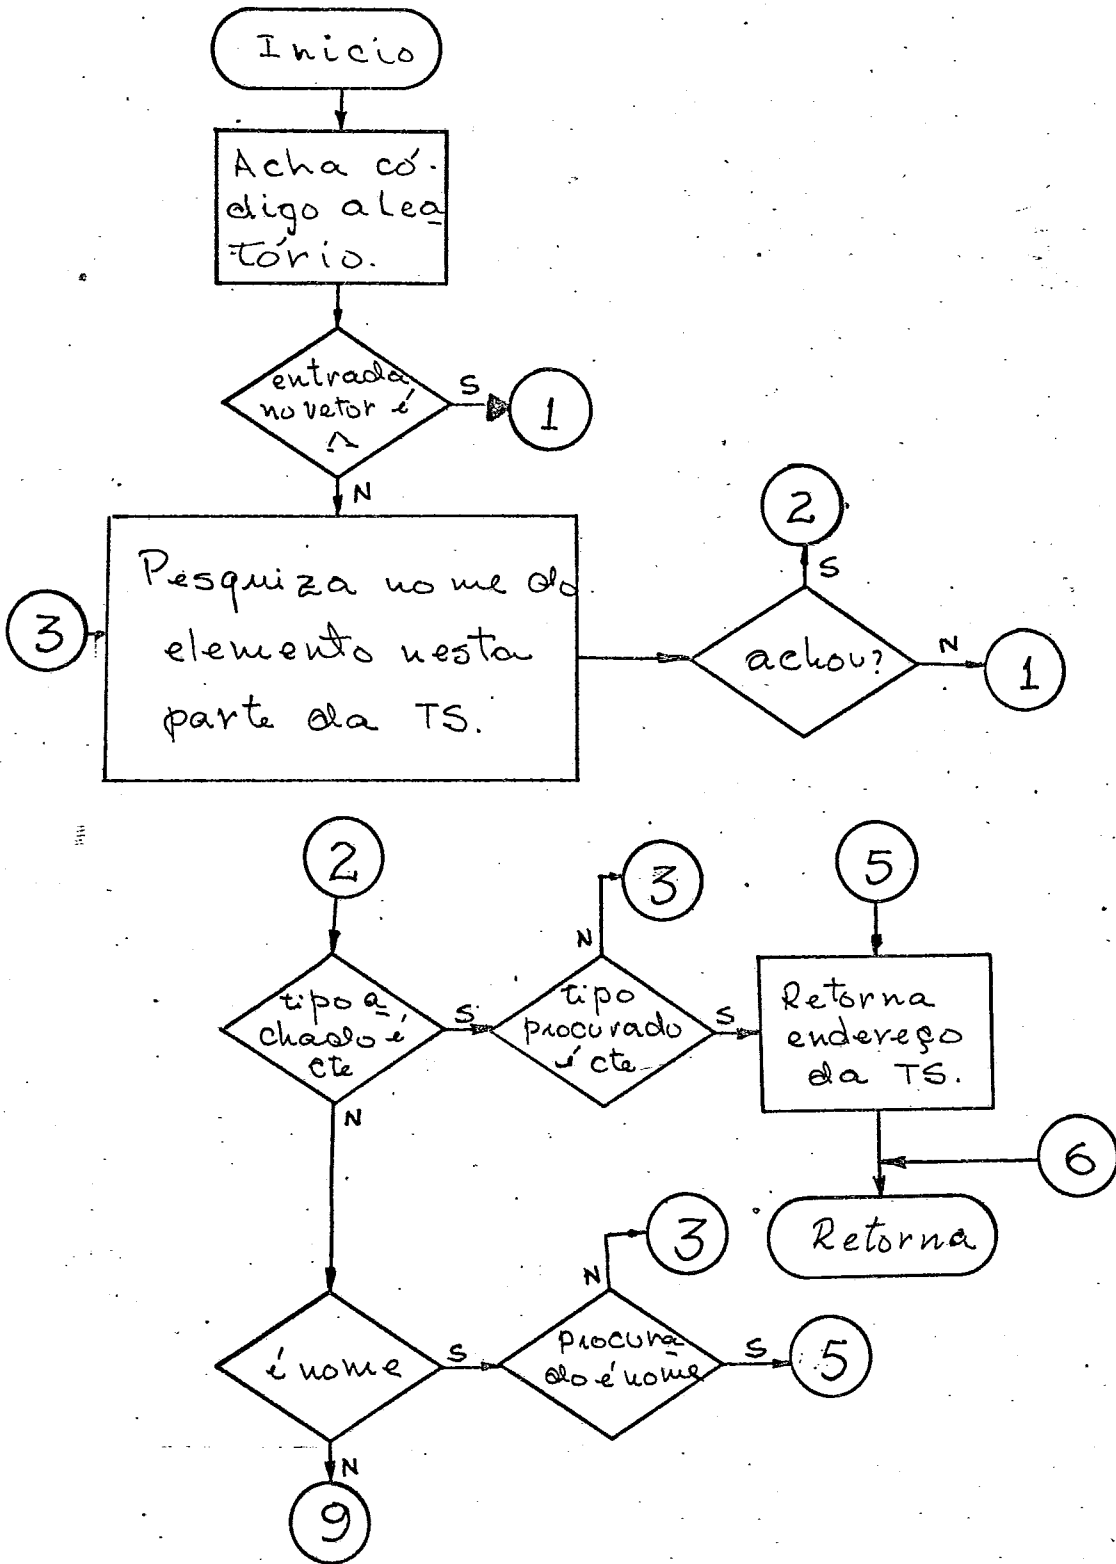 Inicio
Acha có-
digo alea
tório.
entrada
no vetor é
Λ
S
1
N
Pesquiza nome do
elemento nesta
parte da TS.
3
achou?
S
2
N
1
2
tipo a
chado é
cte
S
tipo
procurado
é cte
N
3
S
5
Retorna
endereço
da TS.
6
Retorna
N
é nome
S
procura
do é nome
N
3
S
5
N
9